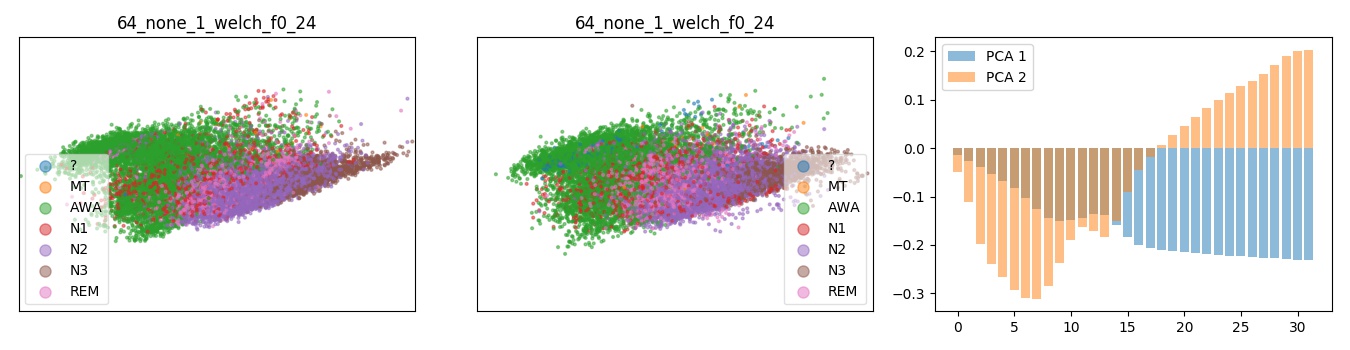 64_none_1_welch_f0_24
?
MT
AWA
N1
N2
N3
REM
64_none_1_welch_f0_24
?
MT
AWA
N1
N2
N3
REM
PCA 1
PCA 2
0.2
0.1
0.0
−0.1
−0.2
−0.3
0 5 10 15 20 25 30